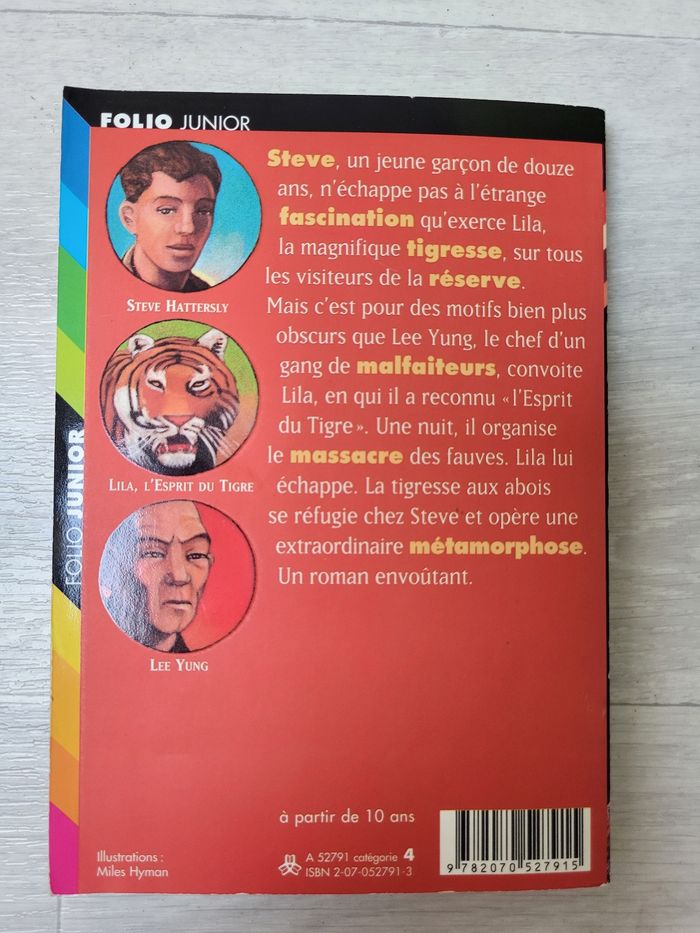 FOLIO JUNIOR
Steve, un jeune garçon de douze
ans, n'échappe pas à l'étrange
fascination qu'exerce Lila,
la magnifique tigresse, sur tous
les visiteurs de la réserve.
Mais c'est pour des motifs bien plus
obscurs que Lee Yung, le chef d'un
gang de malfaiteurs, convoite
Lila, en qui il a reconnu «l'Esprit
du Tigre». Une nuit, il organise
le massacre des fauves. Lila lui
échappe. La tigresse aux abois
se réfugie chez Steve et opère une
extraordinaire métamorphose.
Un roman envoûtant.
STEVE HATTERSLY
LILA, L'ESPRIT DU TIGRE
LEE YUNG
FOLIO JUNIOR
à partir de 10 ans
Illustrations :
Miles Hyman
A 52791 catégorie 4
ISBN 2-07-052791-3
9 782070 527915